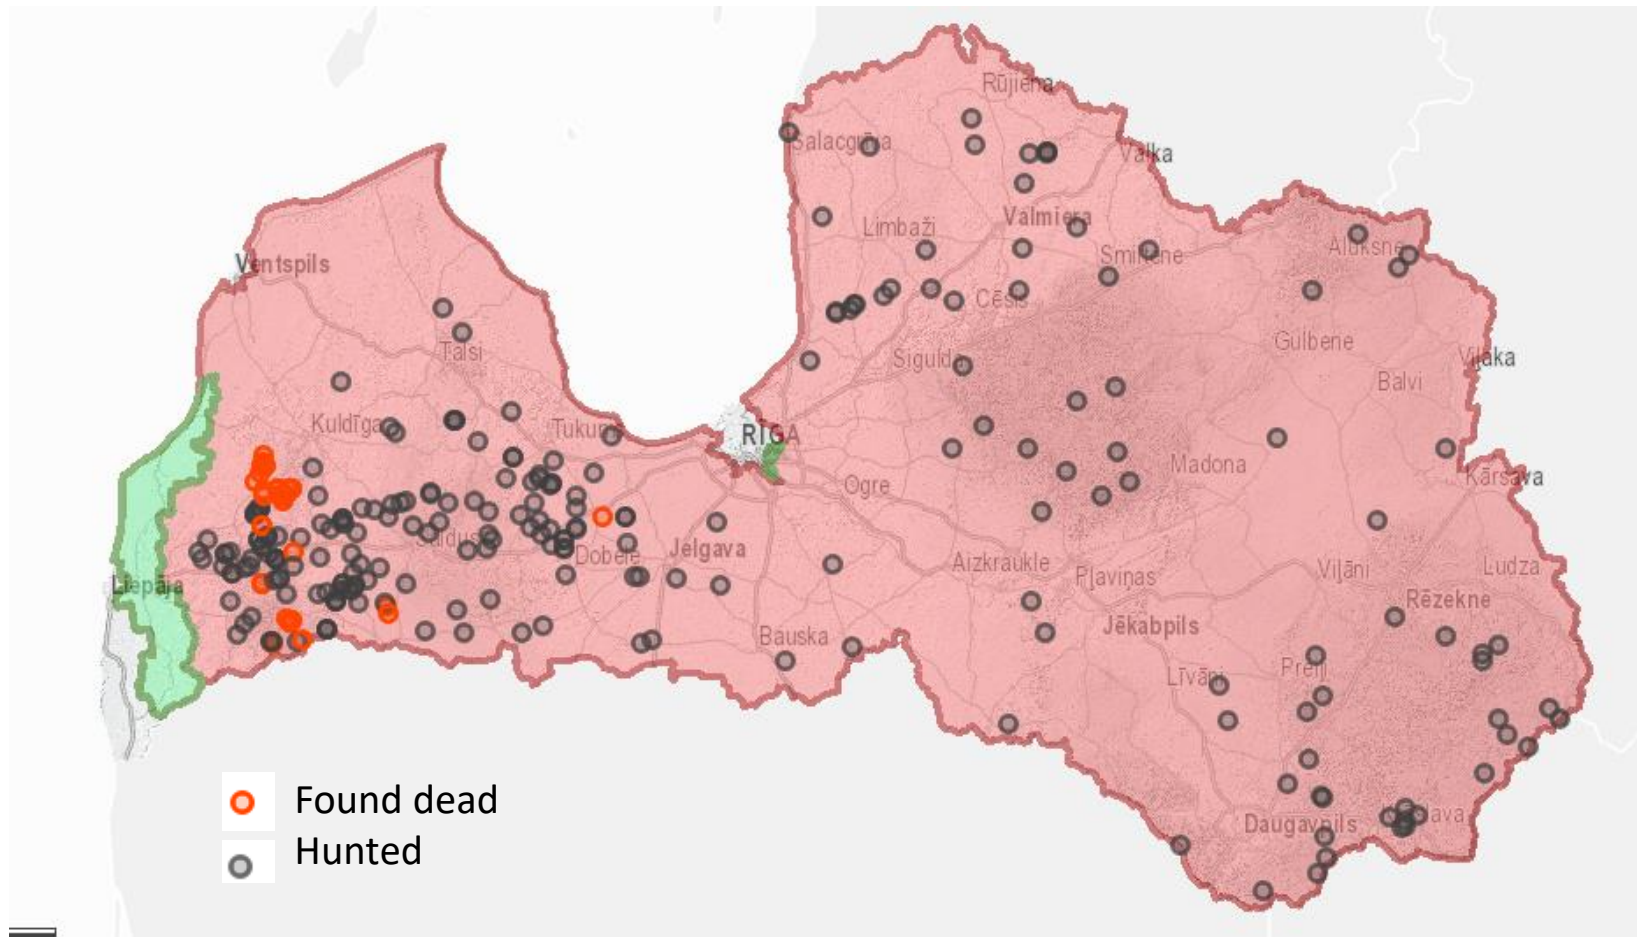 Rūjiena
Salacgrīva
Valka
Limbaži
Valmiera
Smiltene
Alūksne
Ventspils
Cēsis
Talsi
Sigulda
Gulbene
Viļaka
Balvi
Kuldīga
Tukums
RĪGA
Madona
Kārsava
Ogre
Saldus
Dobele
Jelgava
Aizkraukle
Pļaviņas
Viļāni
Ludza
Liepāja
Rēzekne
Bauska
Jēkabpils
Līvāni
Preiļi
Found dead
Daugavpils
Hunted